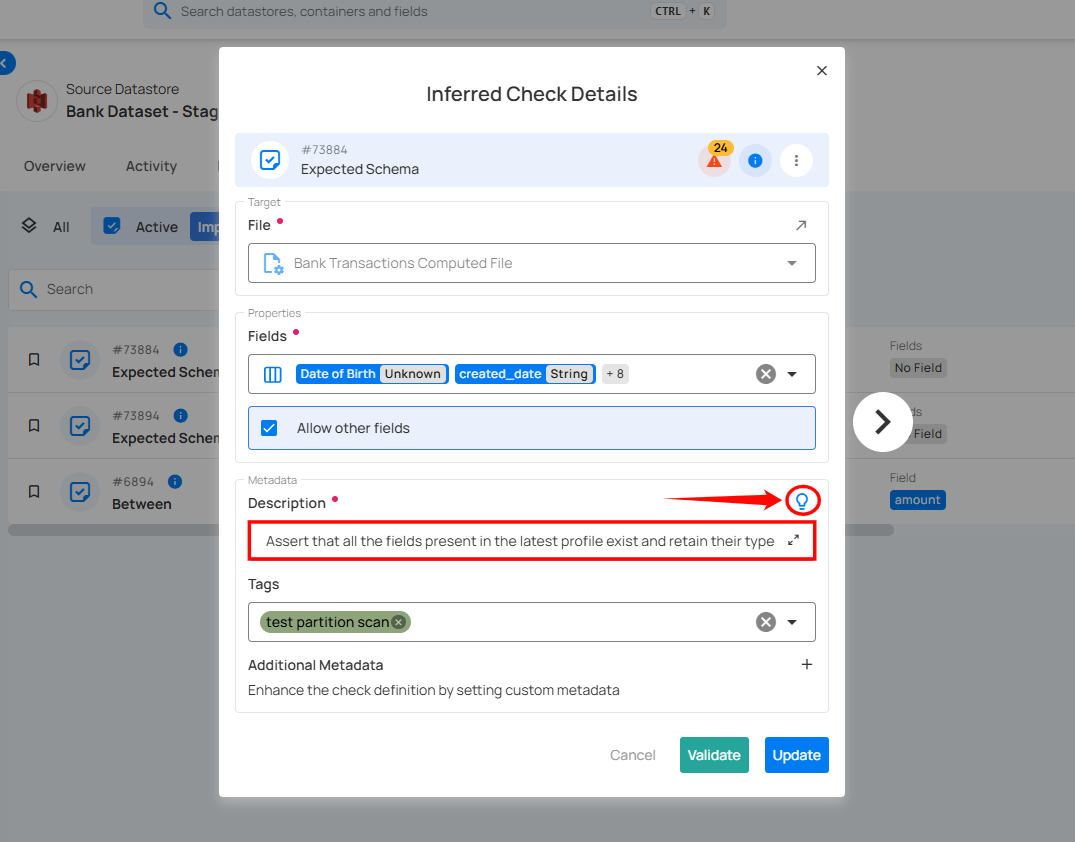 Search datastores, containers and fields
CTRL + K
Source Datastore
Bank Dataset - Stag
Overview
Activity
All
Active
Imp
Search
#73884
Expected Schem
#73894
Expected Schem
#6894
Between
Inferred Check Details
#73884
Expected Schema
24
Target
File
Bank Transactions Computed File
Properties
Fields
Date of Birth Unknown created_date String + 8
Allow other fields
Metadata
Description
Assert that all the fields present in the latest profile exist and retain their type
Tags
test partition scan
Additional Metadata
Enhance the check definition by setting custom metadata
Cancel
Validate
Update
Fields
No Field
Field
Field
amount